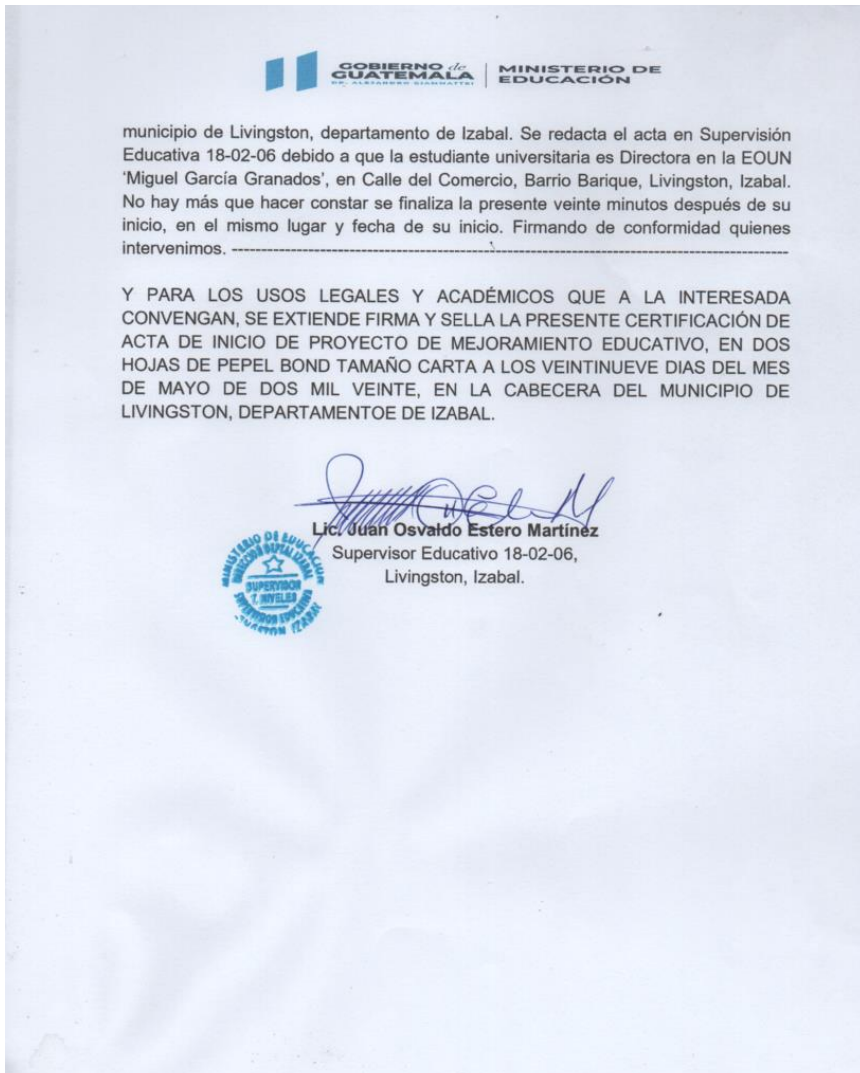 GOBIERNO de
GUATEMALA
DR. ALEJANDRO GIAMMATTEI
MINISTERIO DE
EDUCACIÓN
municipio de Livingston, departamento de Izabal. Se redacta el acta en Supervisión
Educativa 18-02-06 debido a que la estudiante universitaria es Directora en la EOUN
‘Miguel García Granados’, en Calle del Comercio, Barrio Barique, Livingston, Izabal.
No hay más que hacer constar se finaliza la presente veinte minutos después de su
inicio, en el mismo lugar y fecha de su inicio. Firmando de conformidad quienes
intervenimos. ------------------------------------------------------------------------------------------
Y PARA LOS USOS LEGALES Y ACADÉMICOS QUE A LA INTERESADA
CONVENGAN, SE EXTIENDE FIRMA Y SELLA LA PRESENTE CERTIFICACIÓN DE
ACTA DE INICIO DE PROYECTO DE MEJORAMIENTO EDUCATIVO, EN DOS
HOJAS DE PEPEL BOND TAMAÑO CARTA A LOS VEINTINUEVE DIAS DEL MES
DE MAYO DE DOS MIL VEINTE, EN LA CABECERA DEL MUNICIPIO DE
LIVINGSTON, DEPARTAMENTOE DE IZABAL.
Lic. Juan Osvaldo Estero Martínez
Supervisor Educativo 18-02-06,
Livingston, Izabal.
MINISTERIO DE EDUCACION
SUPERVISOR
T. NIVELES
IZABAL